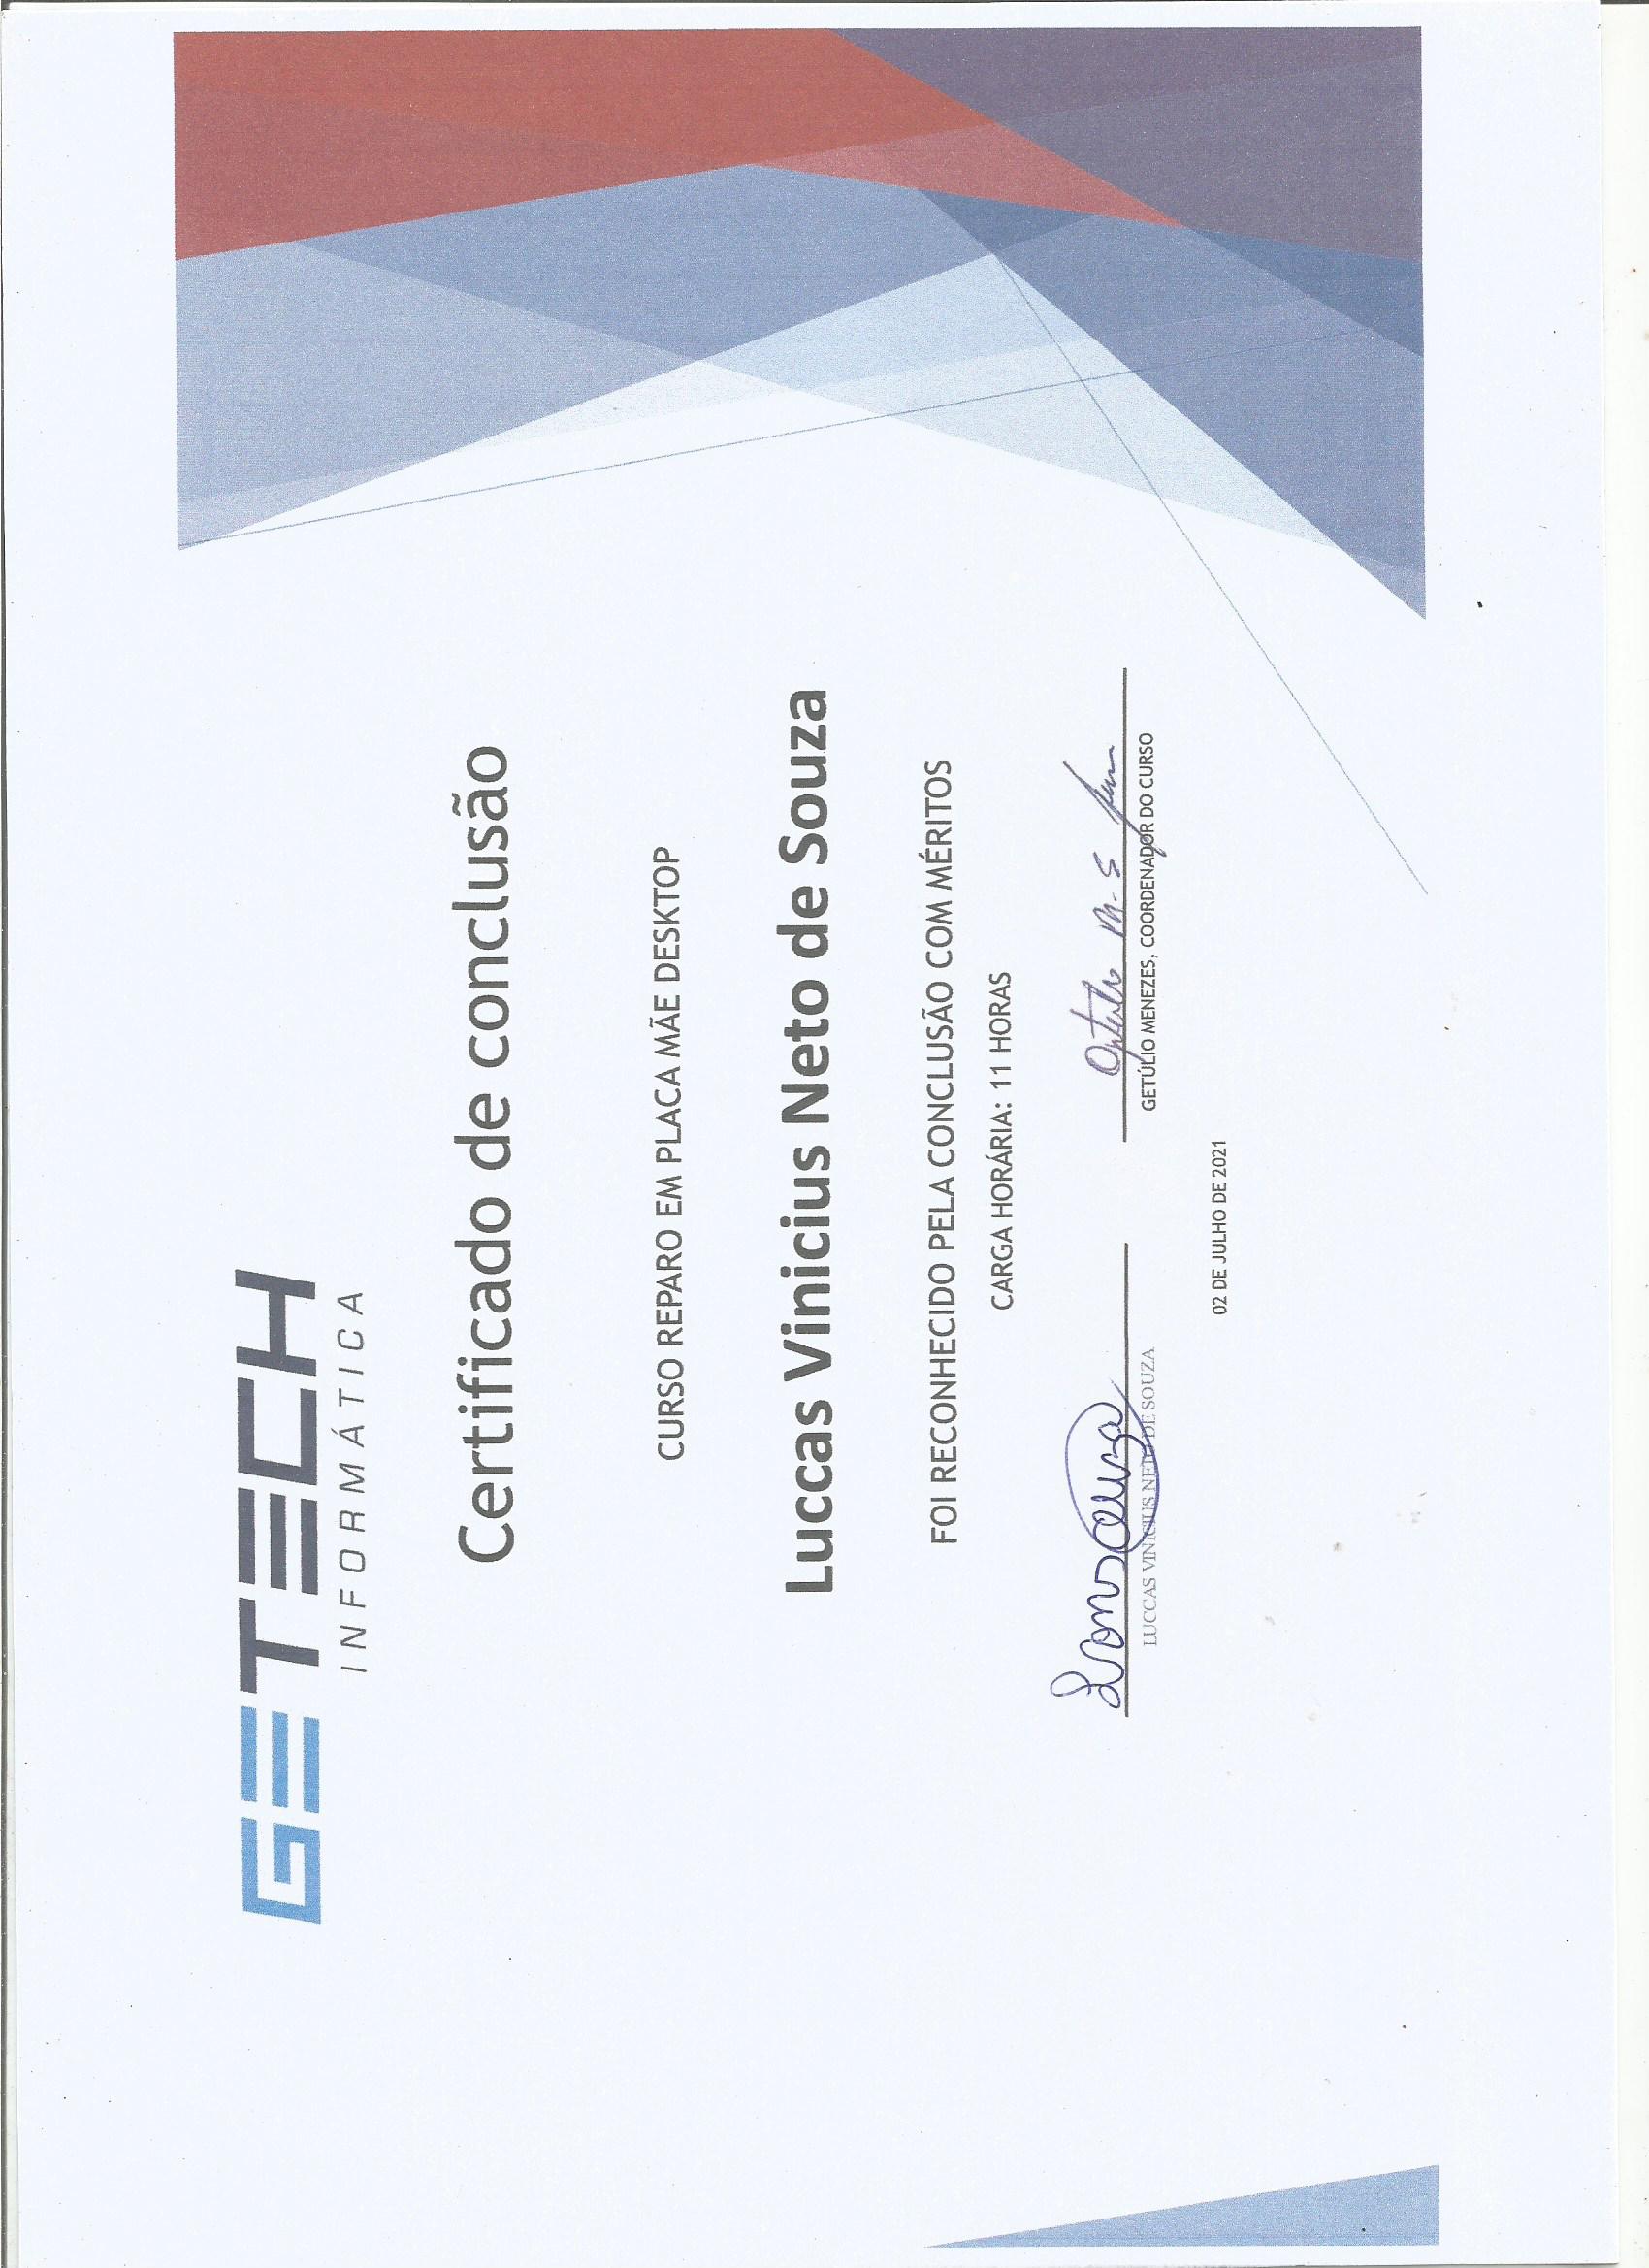 GETECH
INFORMÁTICA
Certificado de conclusão
CURSO REPARO EM PLACA MÃE DESKTOP
Luccas Vinicius Neto de Souza
FOI RECONHECIDO PELA CONCLUSÃO COM MÉRITOS
CARGA HORÁRIA: 11 HORAS
LUCCAS VINICIUS NETO DE SOUZA
GETÚLIO MENEZES, COORDENADOR DO CURSO
02 DE JULHO DE 2021